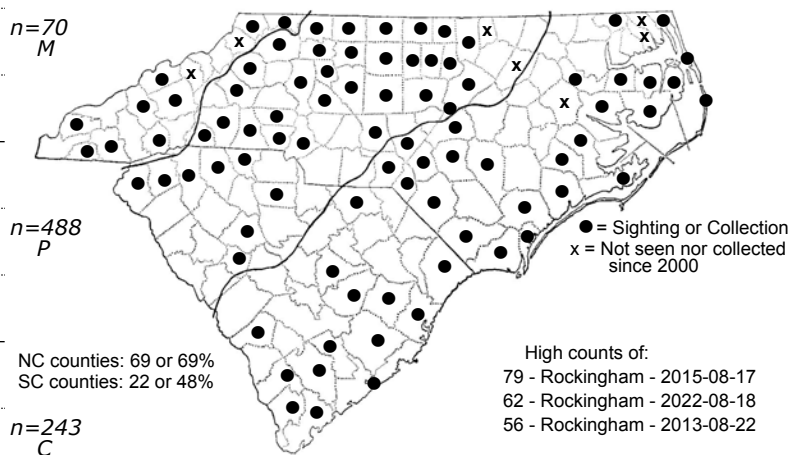 n=70
M
x x x x x x x x
n=488
P
● = Sighting or Collection
x = Not seen nor collected
since 2000
NC counties: 69 or 69%
SC counties: 22 or 48%
High counts of:
79 - Rockingham - 2015-08-17
62 - Rockingham - 2022-08-18
56 - Rockingham - 2013-08-22
n=243
C